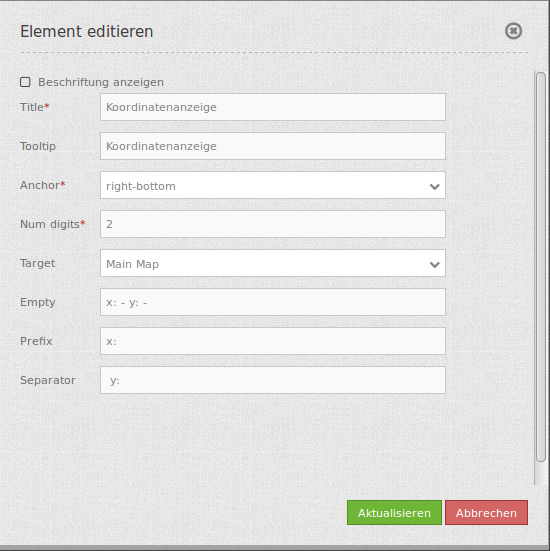 Element editieren
Beschriftung anzeigen
Title* Koordinatenanzeige
Tooltip Koordinatenanzeige
Anchor* right-bottom
Num digits* 2
Target Main Map
Empty x: - y: -
Prefix x:
Separator y:
Aktualisieren Abbrechen